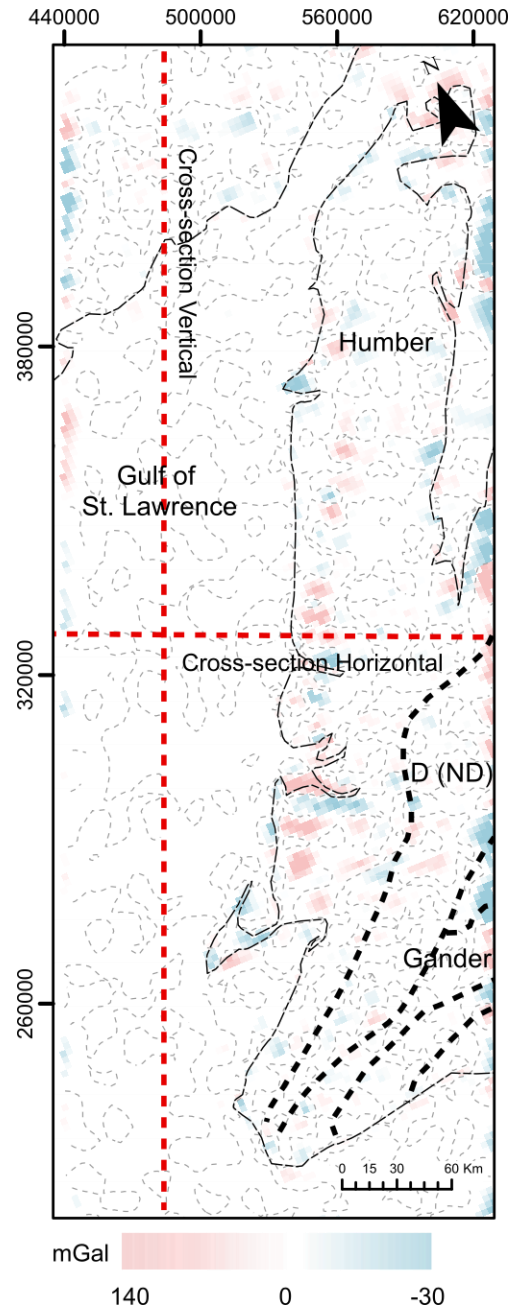 440000 500000 560000 620000
N
Cross-section Vertical
380000
Humber
Gulf of
St. Lawrence
Cross-section Horizontal
320000
D (ND)
Gander
260000
0 15 30 60 Km
mGal
140 0 -30